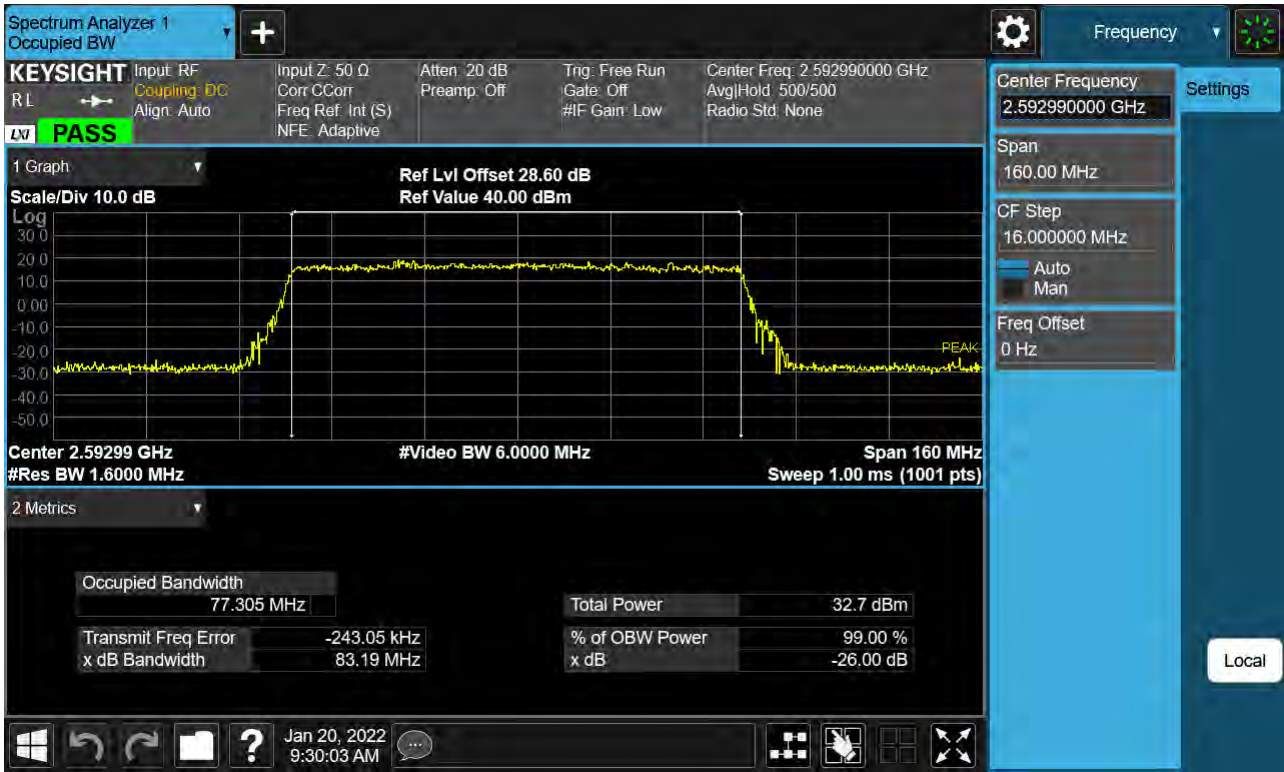 Spectrum Analyzer 1
Occupied BW
+
Frequency
KEYSIGHT
RL
LXI
PASS
Input: RF
Coupling: DC
Align: Auto
Input Z: 50 Ω
Corr CCorr
Freq Ref: Int (S)
NFE: Adaptive
Atten: 20 dB
Preamp: Off
Trig: Free Run
Gate: Off
#IF Gain: Low
Center Freq: 2.592990000 GHz
Avg|Hold: 500/500
Radio Std: None
Center Frequency
2.592990000 GHz
Settings
Span
160.00 MHz
CF Step
16.000000 MHz
Auto
Man
Freq Offset
0 Hz
1 Graph
Scale/Div 10.0 dB
Ref Lvl Offset 28.60 dB
Ref Value 40.00 dBm
Log
30.0
20.0
10.0
0.00
-10.0
-20.0
-30.0
-40.0
-50.0
PEAK
Center 2.59299 GHz
#Video BW 6.0000 MHz
Span 160 MHz
#Res BW 1.6000 MHz
Sweep 1.00 ms (1001 pts)
2 Metrics
Occupied Bandwidth
77.305 MHz
Total Power 32.7 dBm
Transmit Freq Error -243.05 kHz
% of OBW Power 99.00 %
x dB Bandwidth 83.19 MHz
x dB -26.00 dB
Local
?
Jan 20, 2022
9:30:03 AM